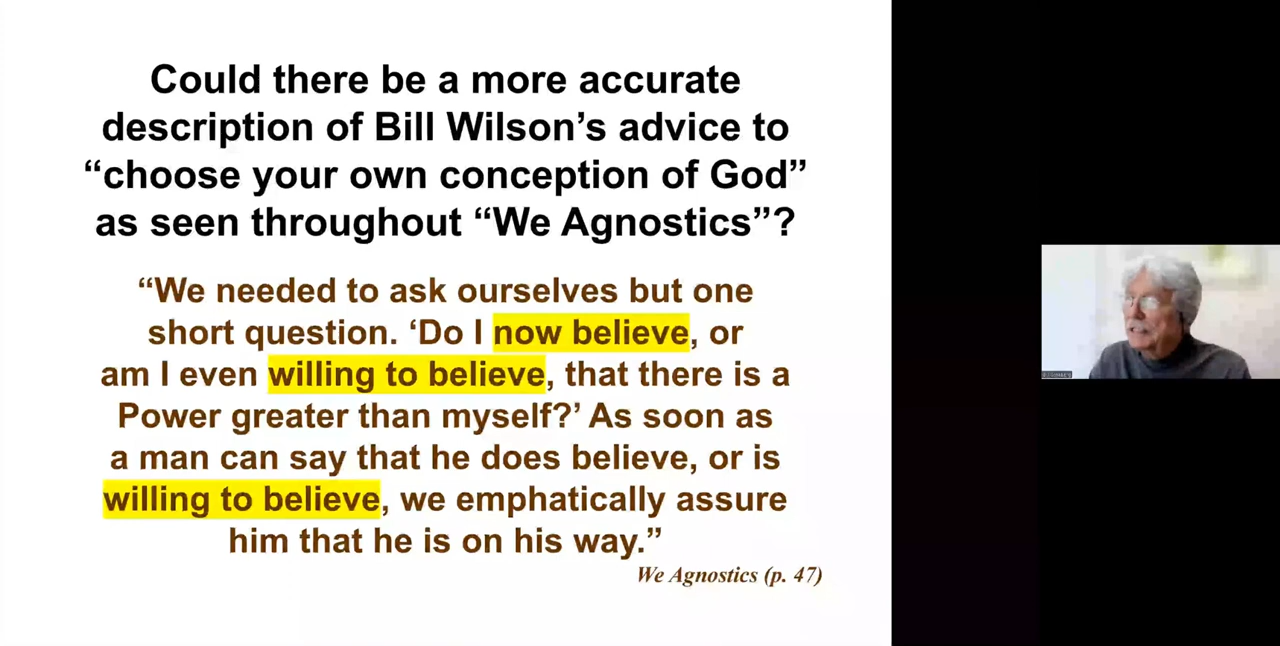 Could there be a more accurate
description of Bill Wilson’s advice to
“choose your own conception of God”
as seen throughout “We Agnostics”?
“We needed to ask ourselves but one
short question. ‘Do I now believe, or
am I even willing to believe, that there is a
Power greater than myself?’ As soon as
a man can say that he does believe, or is
willing to believe, we emphatically assure
him that he is on his way.”
We Agnostics (p. 47)